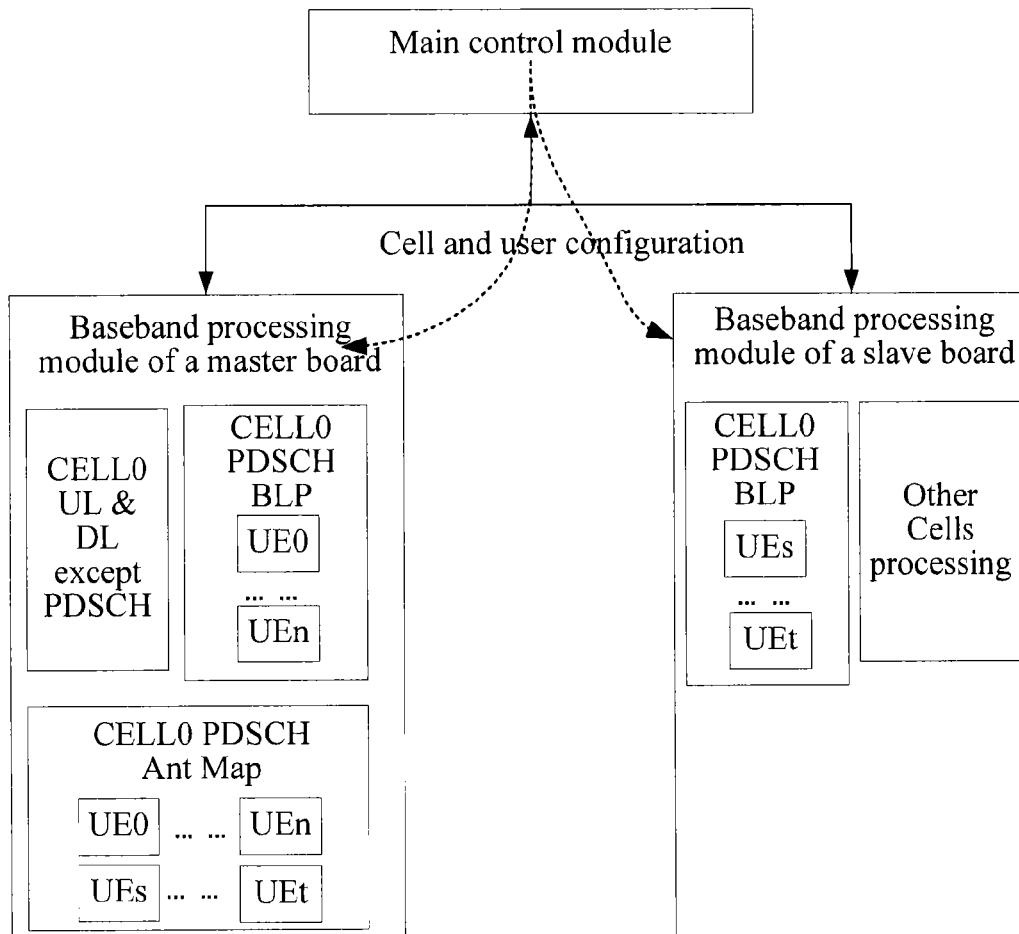 Main control module
Cell and user configuration
Baseband processing
module of a master board
CELL0
UL &
DL
except
PDSCH
CELL0
PDSCH
BLP
UE0
... ...
UEn
CELL0 PDSCH
Ant Map
UE0 ... ... UEn
UEs ... ... UEt
Baseband processing
module of a slave board
CELL0
PDSCH
BLP
UEs
... ...
UEt
Other
Cells
processing